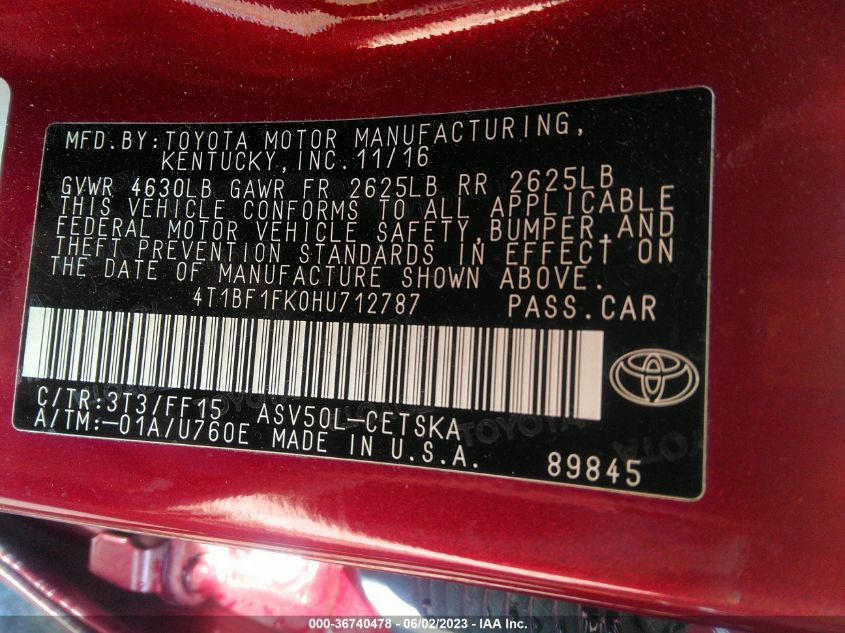 MFD.BY:TOYOTA MOTOR MANUFACTURING,
KENTUCKY,INC.11/16
GVWR 4630LB GAWR FR 2625LB RR 2625LB
THIS VEHICLE CONFORMS TO ALL APPLICABLE
FEDERAL MOTOR VEHICLE SAFETY,BUMPER,AND
THEFT PREVENTION STANDARDS IN EFFECT ON
THE DATE OF MANUFACTURE SHOWN ABOVE.
4T1BF1FK0HU712787 PASS.CAR
C/TR:3T3/FF15 ASV50L-CETSKA
A/TM:-01A/U760E MADE IN U.S.A.
89845
000-36740478 - 06/02/2023 - IAA Inc.